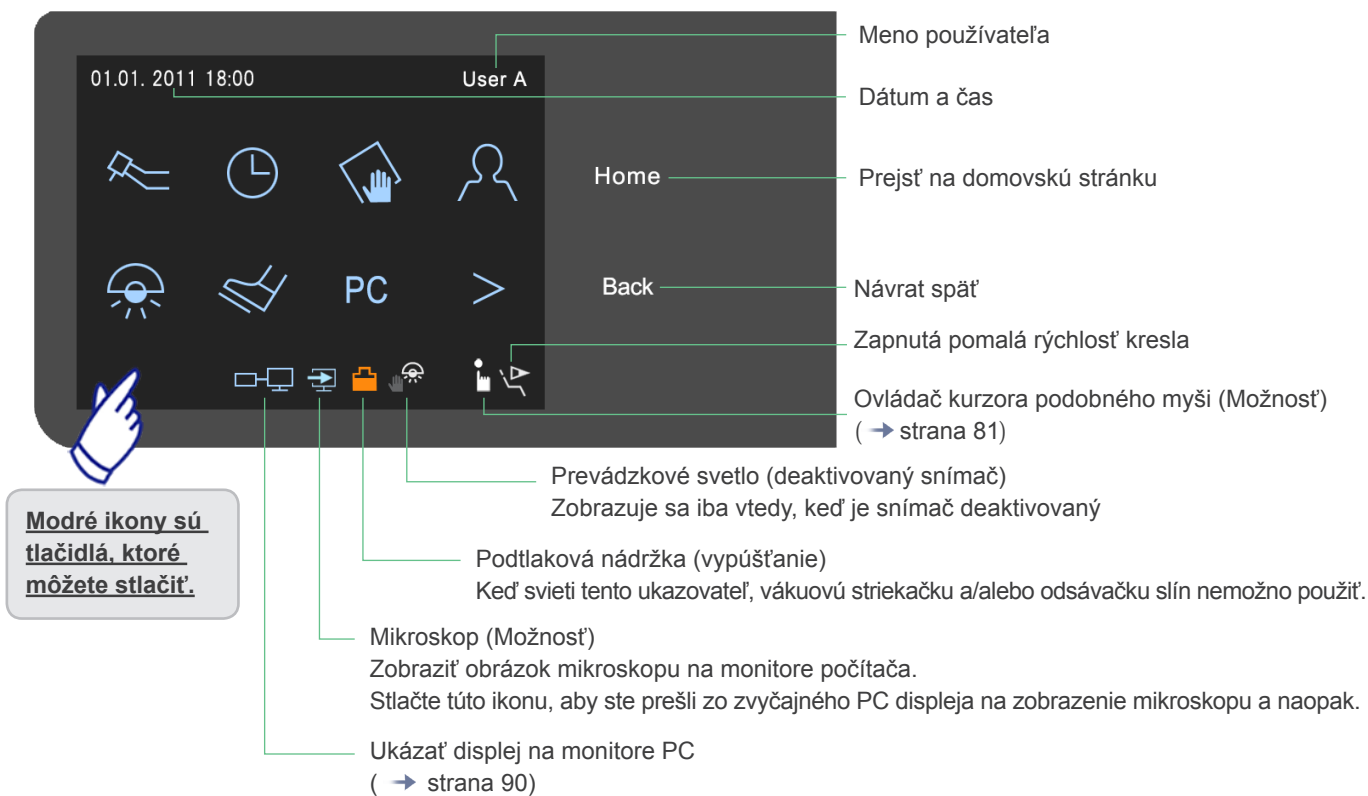 Meno používateľa
01.01. 2011 18:00
User A
Dátum a čas
Home
Prejsť na domovskú stránku
PC
>
Back
Návrat späť
Zapnutá pomalá rýchlosť kresla
Ovládač kurzora podobného myši (Možnosť)
( → strana 81)
Prevádzkové svetlo (deaktivovaný snímač)
Zobrazuje sa iba vtedy, keď je snímač deaktivovaný
Modré ikony sú
tlačidlá, ktoré
môžete stlačiť.
Podtlaková nádržka (vypúšťanie)
Keď svieti tento ukazovateľ, vákuovú striekačku a/alebo odsávačku slín nemožno použiť.
Mikroskop (Možnosť)
Zobraziť obrázok mikroskopu na monitore počítača.
Stlačte túto ikonu, aby ste prešli zo zvyčajného PC displeja na zobrazenie mikroskopu a naopak.
Ukázať displej na monitore PC
( → strana 90)